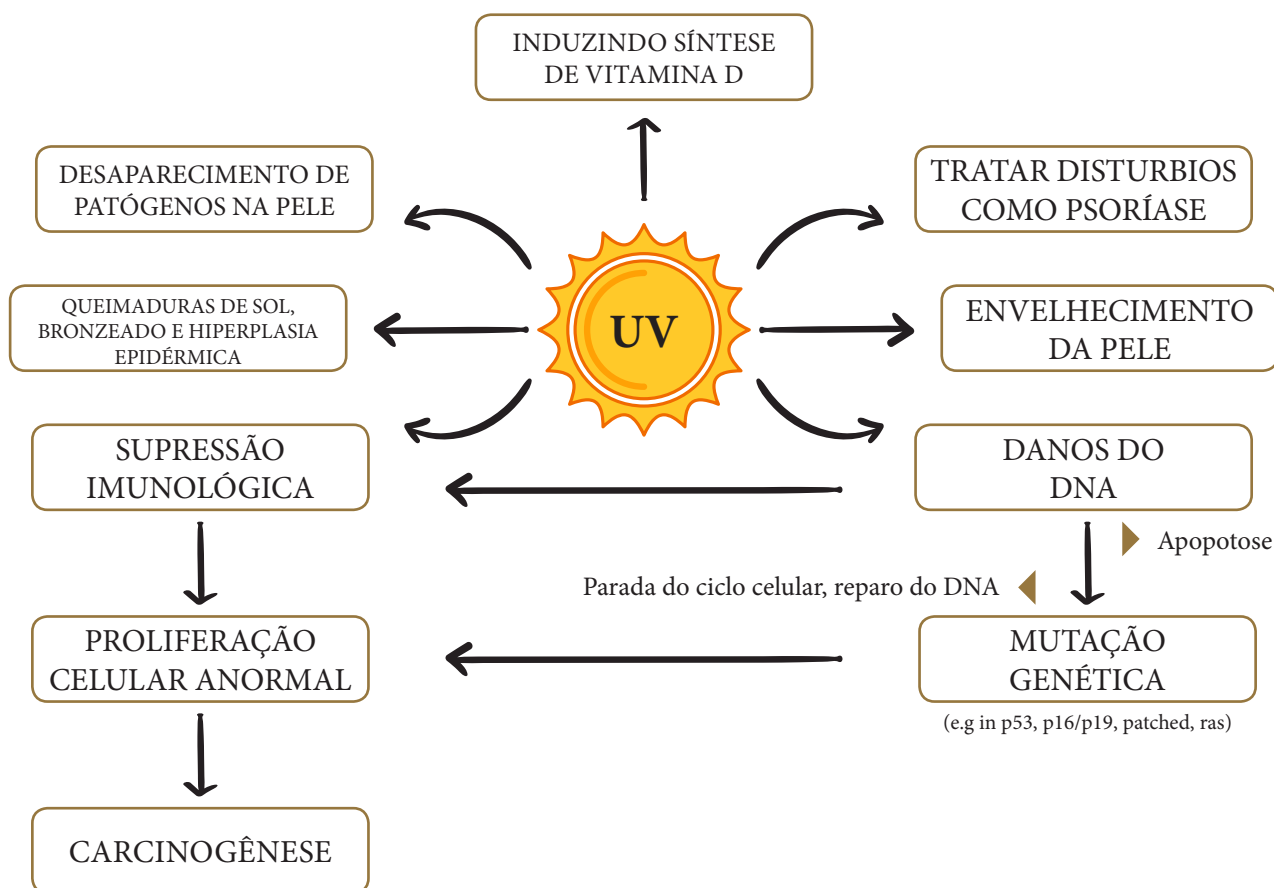 INDUZINDO SÍNTESE
DE VITAMINA D
DESAPARECIMENTO DE
PATÓGENOS NA PELE
TRATAR DISTURBIOS
COMO PSORÍASE
QUEIMADURAS DE SOL,
BRONZEADO E HIPERPLASIA
EPIDÉRMICA
UV
ENVELHECIMENTO
DA PELE
SUPRESSÃO
IMUNOLÓGICA
DANOS DO
DNA
Apopotose
Parada do ciclo celular, reparo do DNA
PROLIFERAÇÃO
CELULAR ANORMAL
MUTAÇÃO
GENÉTICA
(e.g in p53, p16/p19, patched, ras)
CARCINOGÊNESE